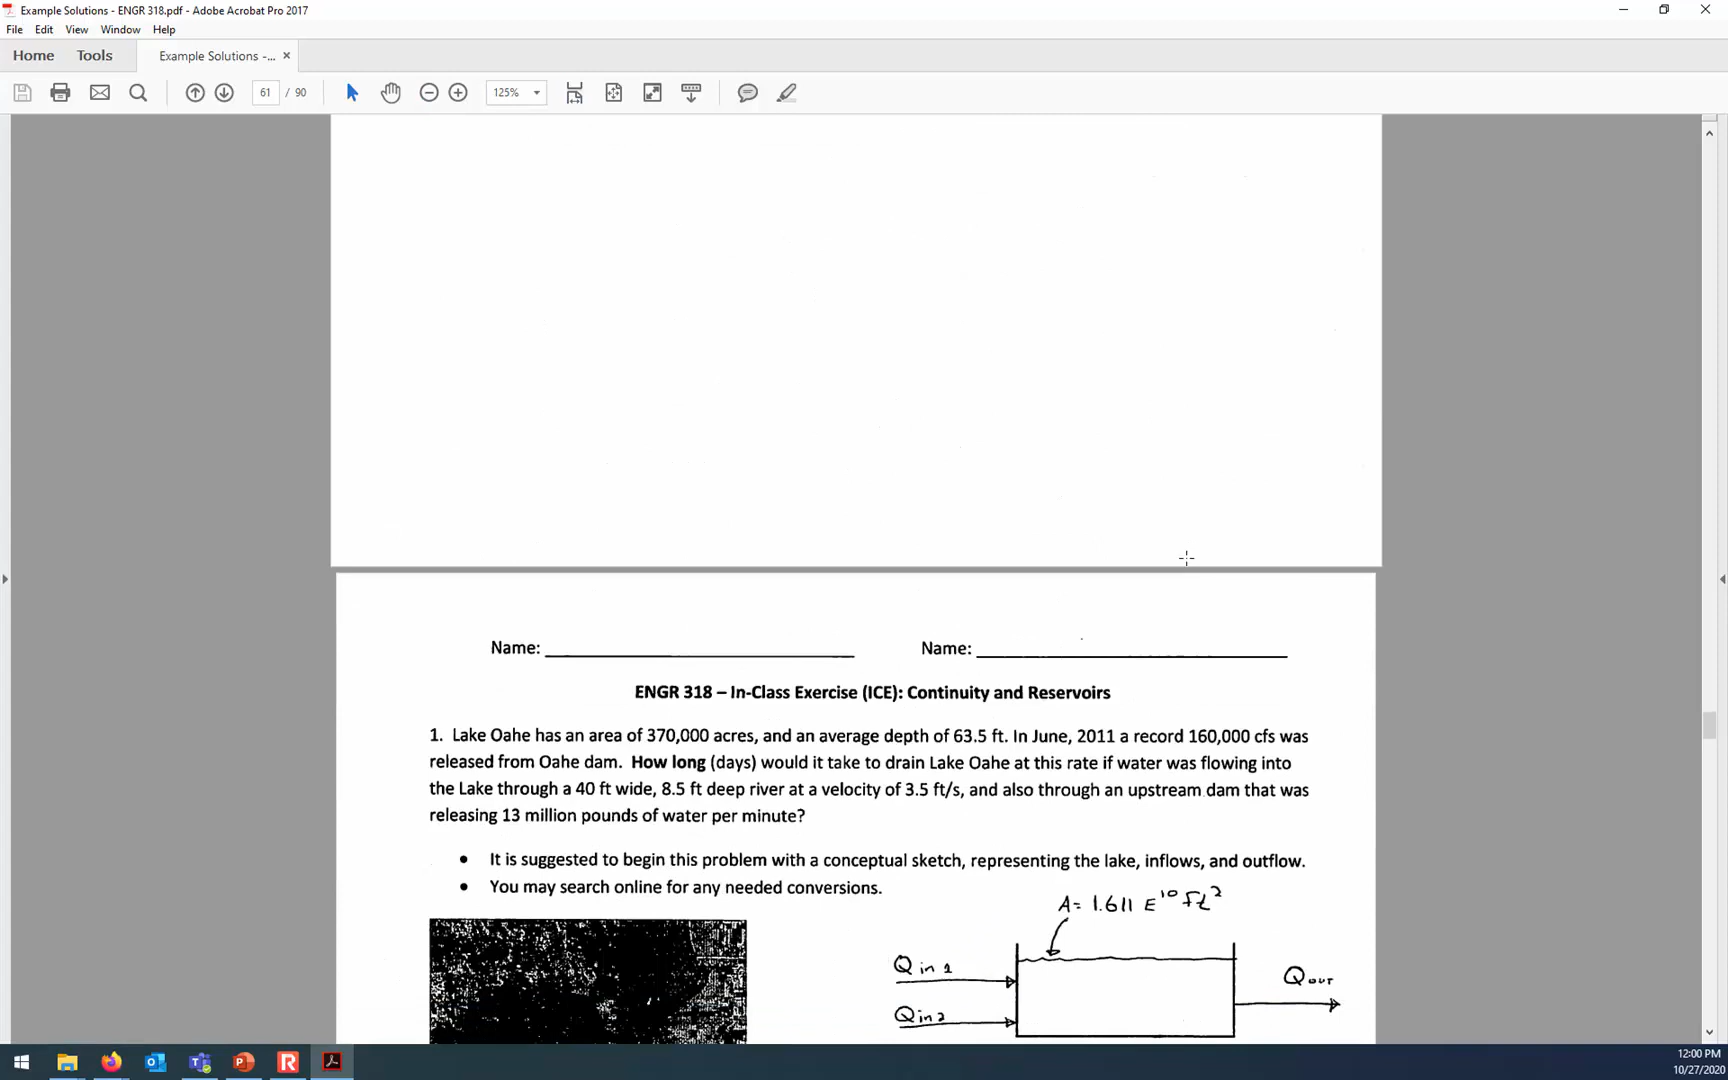 Example Solutions - ENGR 318.pdf - Adobe Acrobat Pro 2017
File Edit View Window Help
Home Tools Example Solutions -... ×
61 / 90 125%
Name: Name:
ENGR 318 – In-Class Exercise (ICE): Continuity and Reservoirs
1. Lake Oahe has an area of 370,000 acres, and an average depth of 63.5 ft. In June, 2011 a record 160,000 cfs was
released from Oahe dam. How long (days) would it take to drain Lake Oahe at this rate if water was flowing into
the Lake through a 40 ft wide, 8.5 ft deep river at a velocity of 3.5 ft/s, and also through an upstream dam that was
releasing 13 million pounds of water per minute?
• It is suggested to begin this problem with a conceptual sketch, representing the lake, inflows, and outflow.
• You may search online for any needed conversions.
A= 1.611 E¹⁰ Ft²
Q in 1
Q out
Q in 2
12:00 PM
10/27/2020